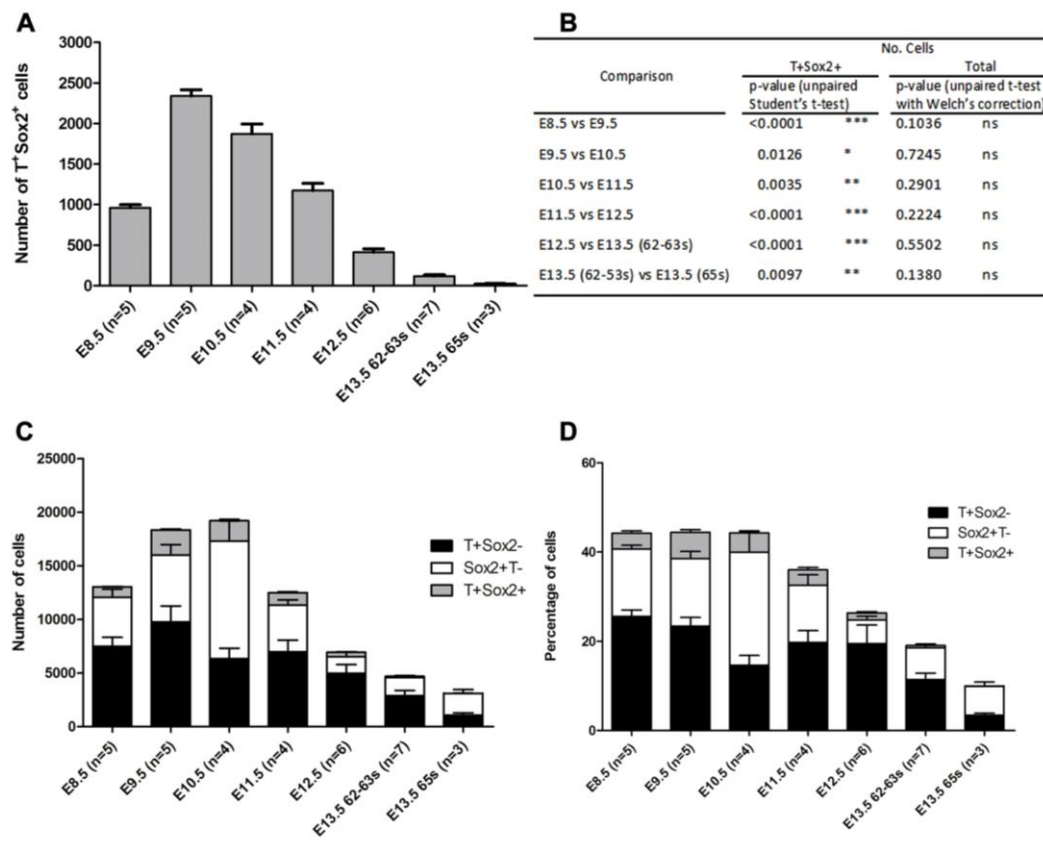 A
Number of T+Sox2+ cells
3000
2500
2000
1500
1000
500
0
E8.5 (n=5)
E9.5 (n=5)
E10.5 (n=4)
E11.5 (n=4)
E12.5 (n=6)
E13.5 62-63s (n=7)
E13.5 65s (n=3)
B
No. Cells
Comparison
T+Sox2+ Total
p-value (unpaired Student's t-test) p-value (unpaired t-test with Welch's correction)
E8.5 vs E9.5 <0.0001 *** 0.1036 ns
E9.5 vs E10.5 0.0126 * 0.7245 ns
E10.5 vs E11.5 0.0035 ** 0.2901 ns
E11.5 vs E12.5 <0.0001 *** 0.2224 ns
E12.5 vs E13.5 (62-63s) <0.0001 *** 0.5502 ns
E13.5 (62-53s) vs E13.5 (65s) 0.0097 ** 0.1380 ns
C
Number of cells
25000
20000
15000
10000
5000
0
T+Sox2-
Sox2+T-
T+Sox2+
E8.5 (n=5)
E9.5 (n=5)
E10.5 (n=4)
E11.5 (n=4)
E12.5 (n=6)
E13.5 62-63s (n=7)
E13.5 65s (n=3)
D
Percentage of cells
60
40
20
0
T+Sox2-
Sox2+T-
T+Sox2+
E8.5 (n=5)
E9.5 (n=5)
E10.5 (n=4)
E11.5 (n=4)
E12.5 (n=6)
E13.5 62-63s (n=7)
E13.5 65s (n=3)